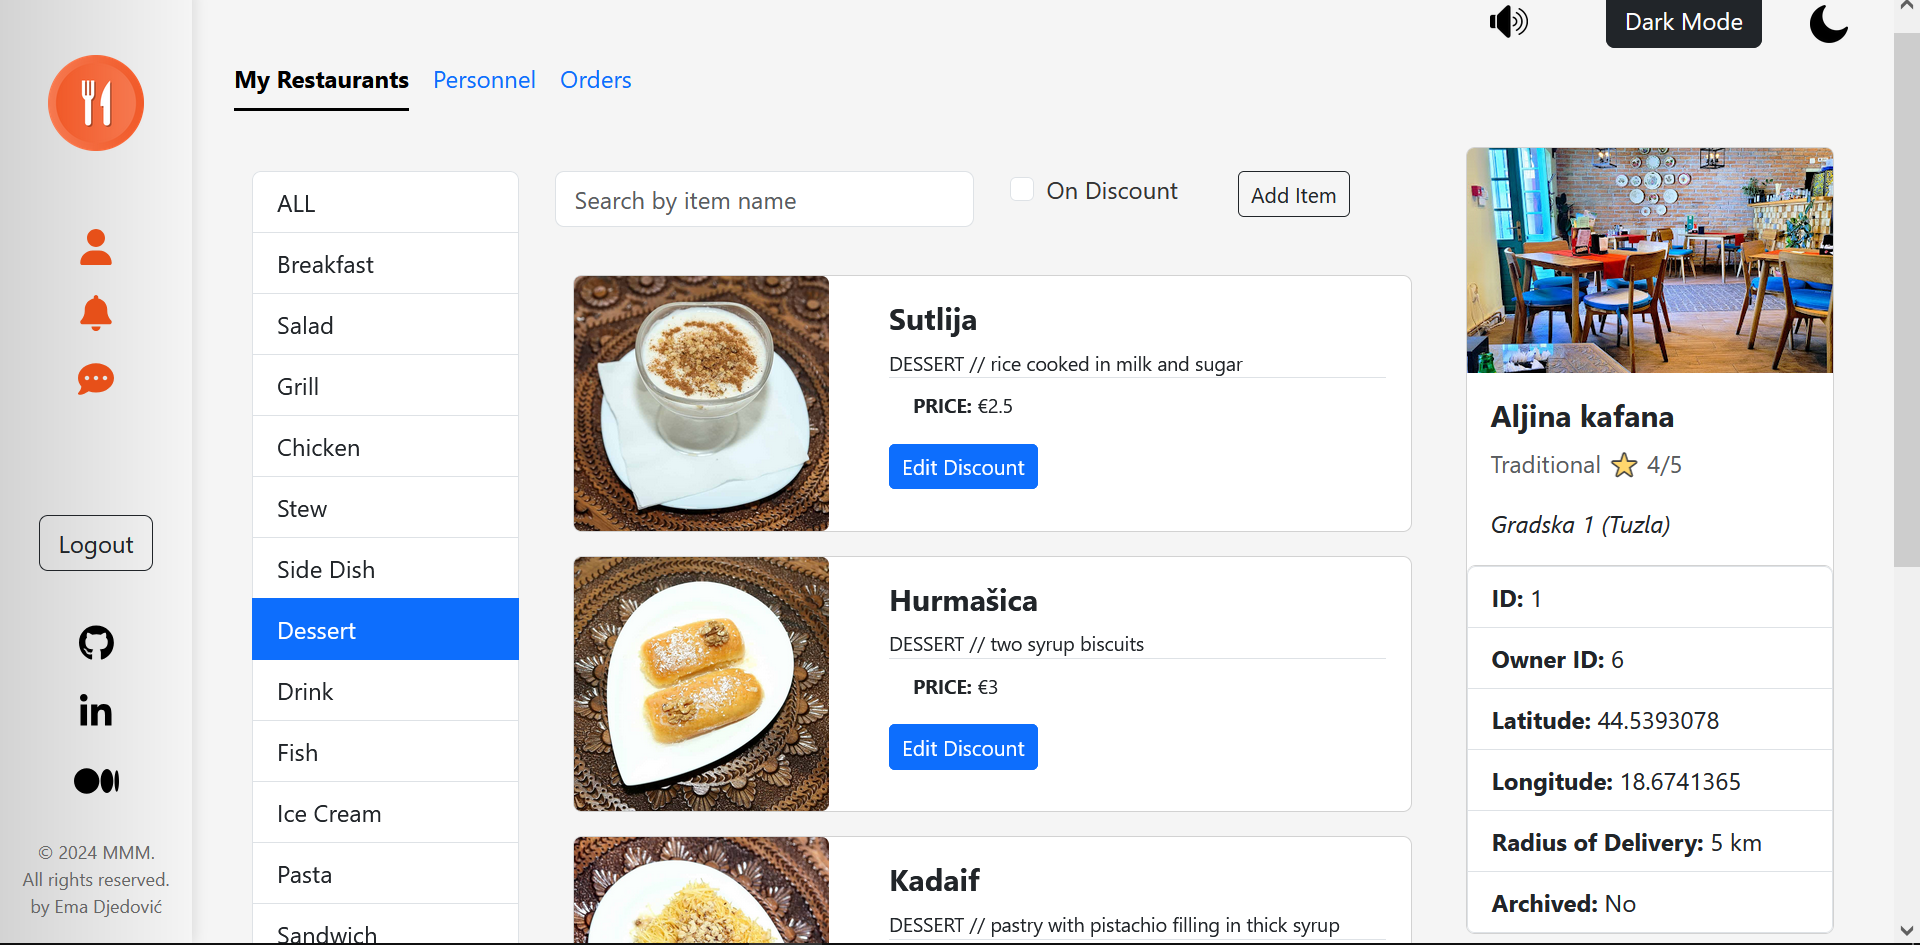 Dark Mode
My Restaurants Personnel Orders
Logout
© 2024 MMM.
All rights reserved.
by Ema Djedović
ALL
Breakfast
Salad
Grill
Chicken
Stew
Side Dish
Dessert
Drink
Fish
Ice Cream
Pasta
Sandwich
Search by item name
On Discount
Add Item
Sutlija
DESSERT // rice cooked in milk and sugar
PRICE: €2.5
Edit Discount
Hurmašica
DESSERT // two syrup biscuits
PRICE: €3
Edit Discount
Kadaif
DESSERT // pastry with pistachio filling in thick syrup
Aljina kafana
Traditional ⭐ 4/5
Gradska 1 (Tuzla)
ID: 1
Owner ID: 6
Latitude: 44.5393078
Longitude: 18.6741365
Radius of Delivery: 5 km
Archived: No